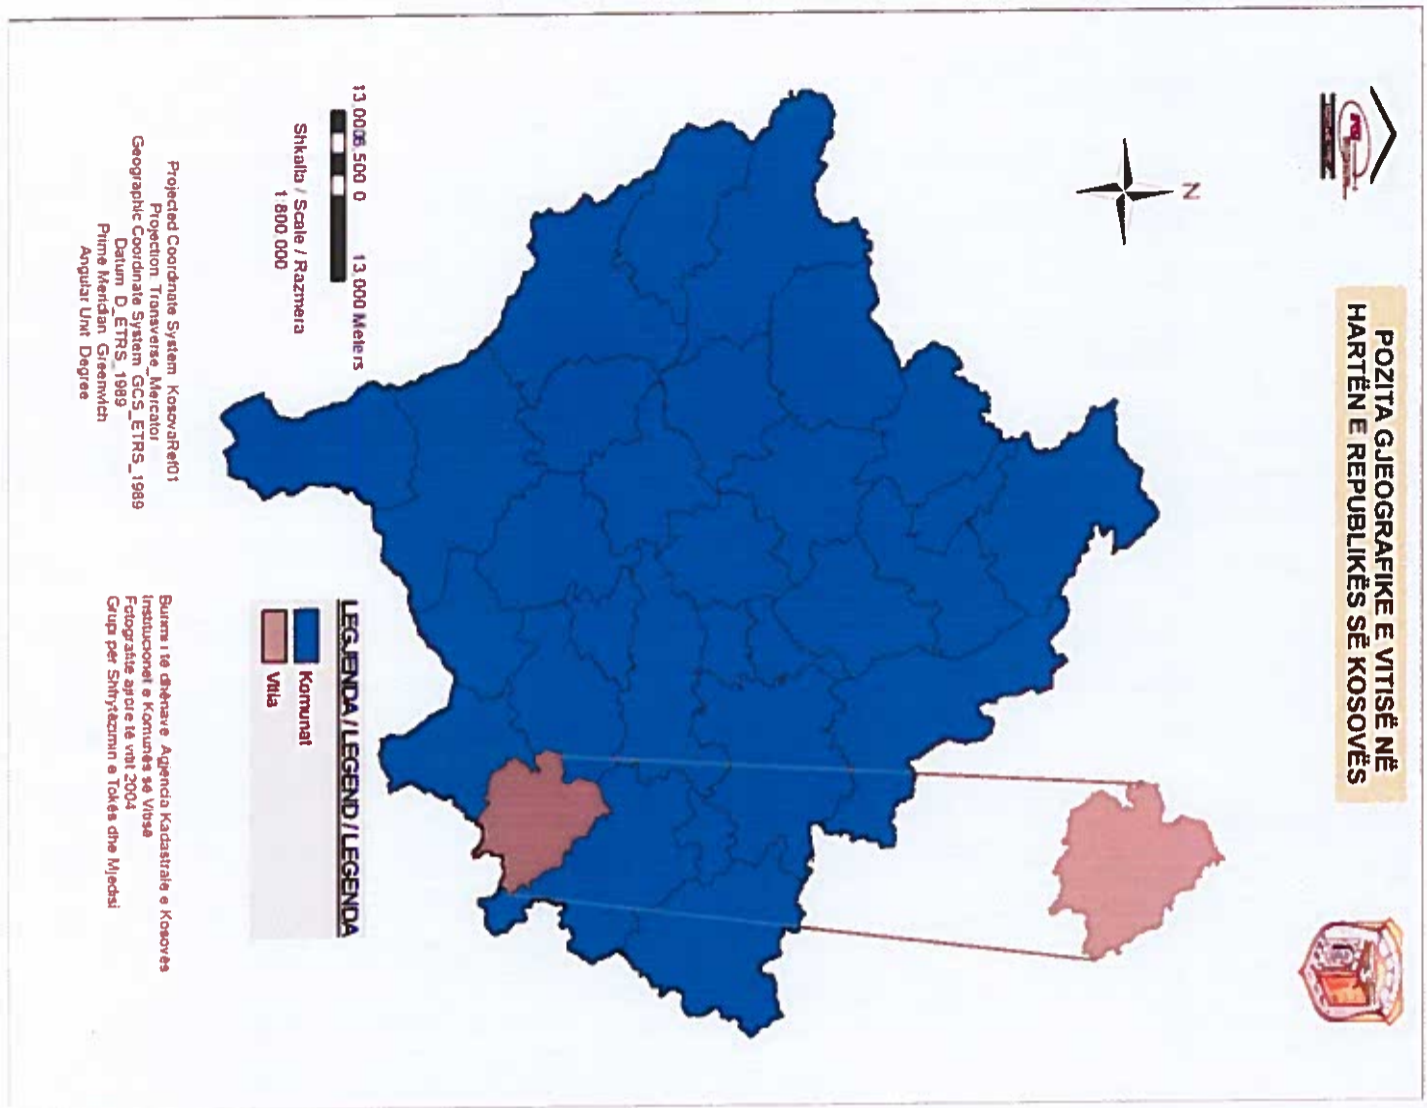 POZITA GJEOGRAFIKE E VITISË NË
HARTËN E REPUBLIKËS SË KOSOVËS
N
13,0006,500 0 13,000 Meters
Shkalla / Scale / Razmera
1:800 000
Projected Coordinate System KosovaRef01
Projection Transverse_Mercator
Geographic Coordinate System GCS_ETRS_1989
Datum D_ETRS_1989
Prime Meridian Greenwich
Angular Unit Degree
LEGJENDA / LEGEND / LEGENDA
Komunat
Vitia
Burimi i të dhënave Agjenda Kadastrale e Kosovës
Institucionet e Komunës së Vitisë
Fotografitë ajrore të vitit 2004
Grupi për Shfrytëzimin e Tokës dhe Mjedisi